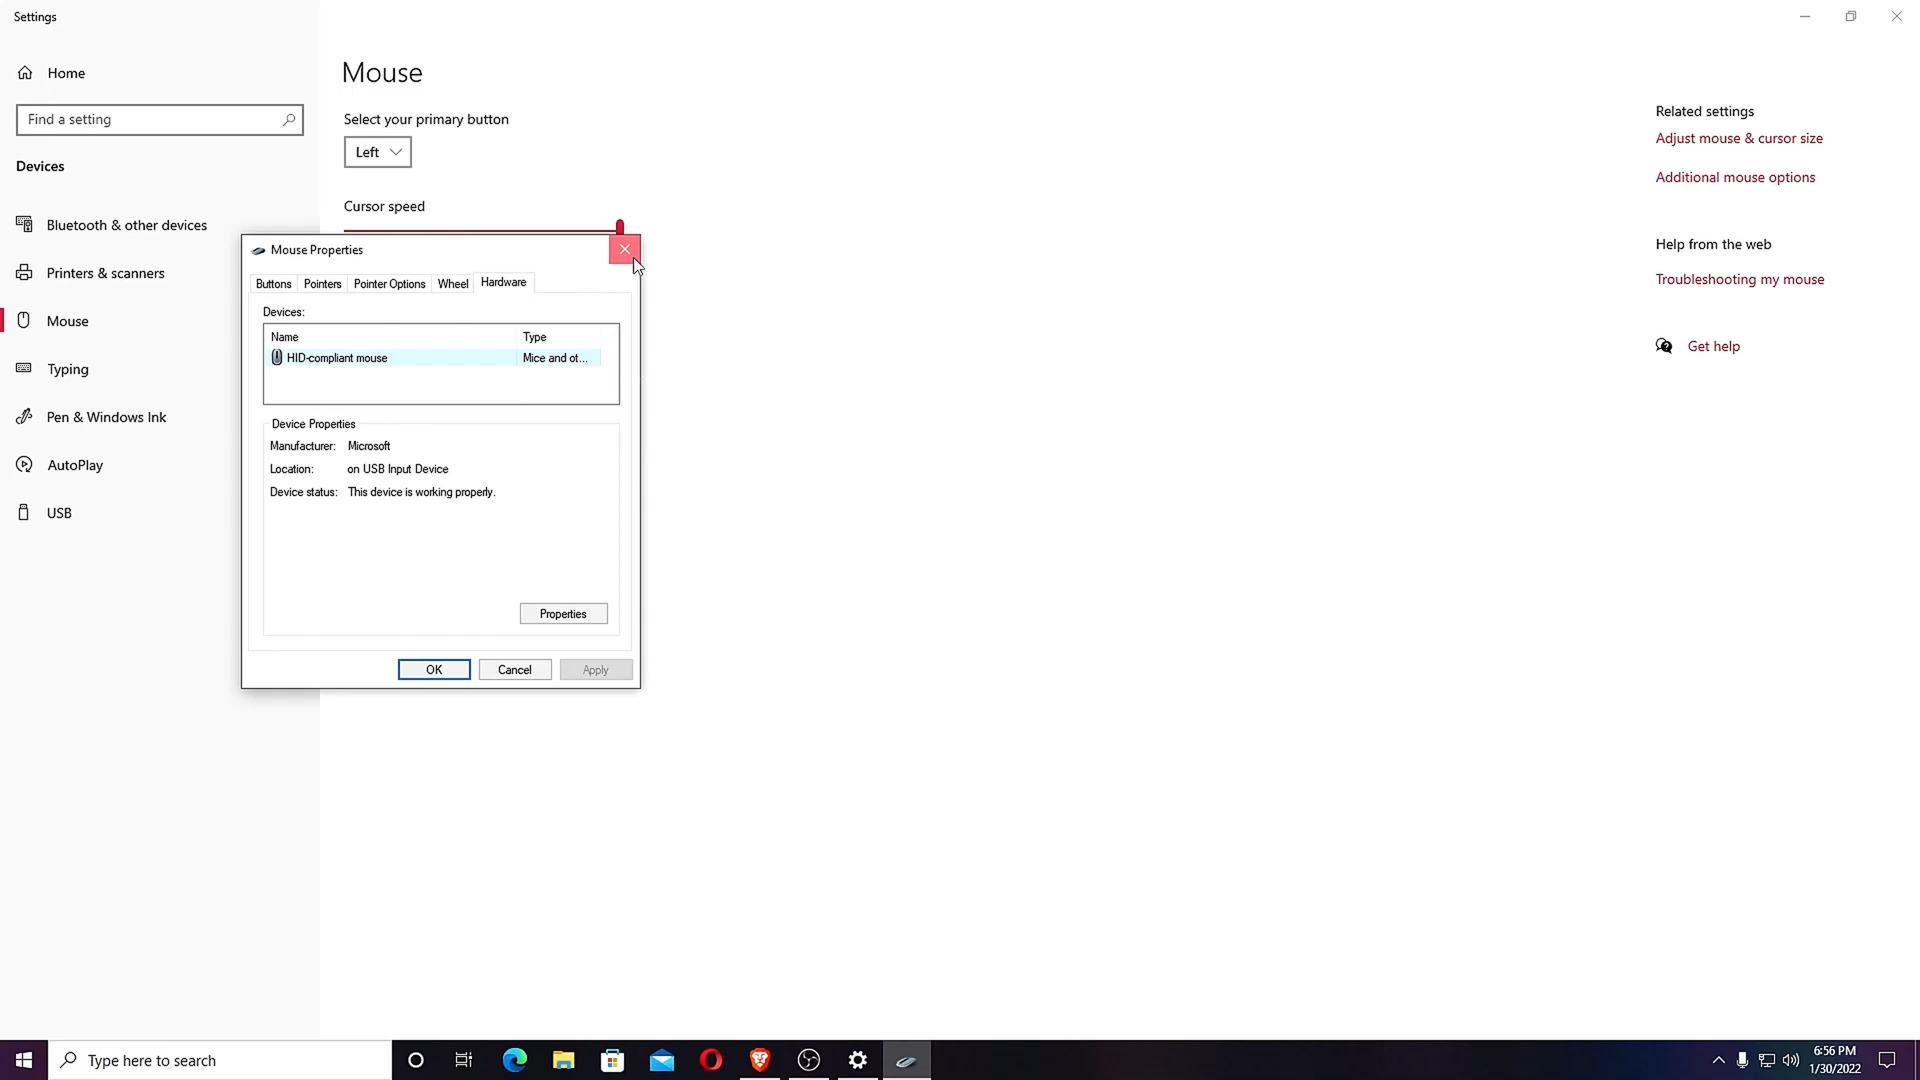 Settings
Home
Find a setting
Devices
Bluetooth & other devices
Printers & scanners
Mouse
Typing
Pen & Windows Ink
AutoPlay
USB
Mouse
Select your primary button
Left
Cursor speed
Mouse Properties
Buttons Pointers Pointer Options Wheel Hardware
Devices:
Name Type
HID-compliant mouse Mice and ot...
Device Properties
Manufacturer: Microsoft
Location: on USB Input Device
Device status: This device is working properly.
Properties
OK Cancel Apply
Related settings
Adjust mouse & cursor size
Additional mouse options
Help from the web
Troubleshooting my mouse
Get help
Type here to search
6:56 PM
1/30/2022